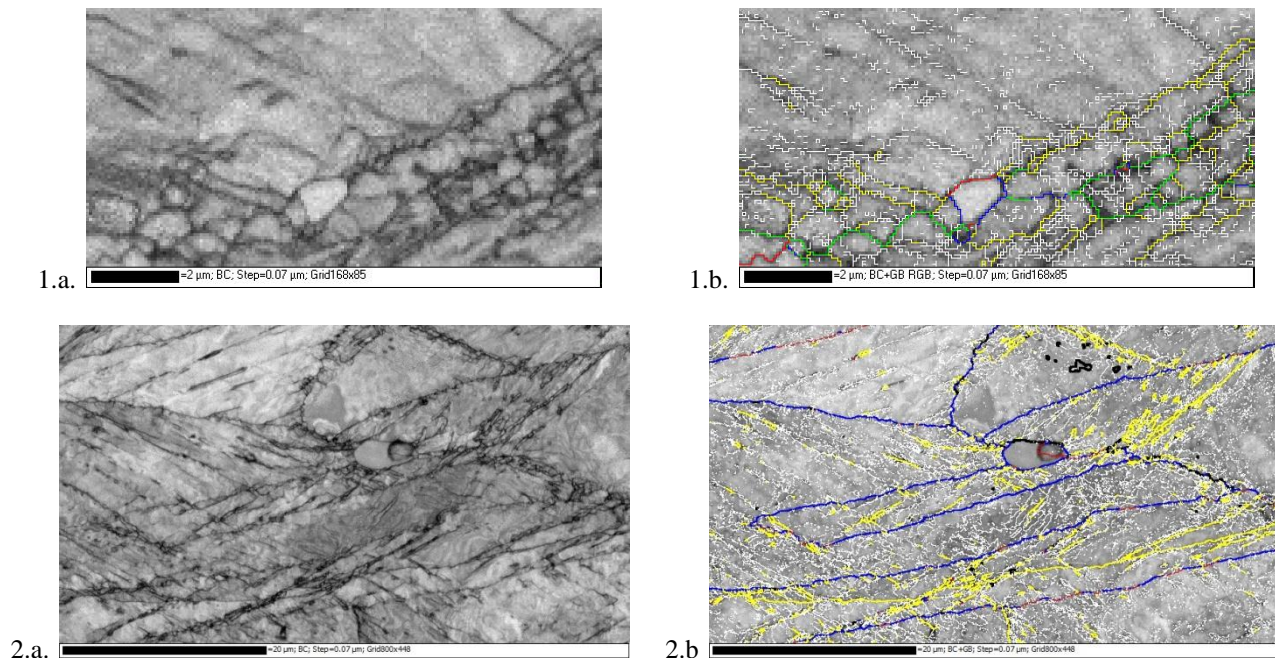 1.a.
=2 µm; BC; Step=0.07 µm; Grid168x85
1.b.
=2 µm; BC+GB RGB; Step=0.07 µm; Grid168x85
2.a.
=20 µm; BC; Step=0.07 µm; Grid800x448
2.b
=20 µm; BC+GB; Step=0.07 µm; Grid800x448